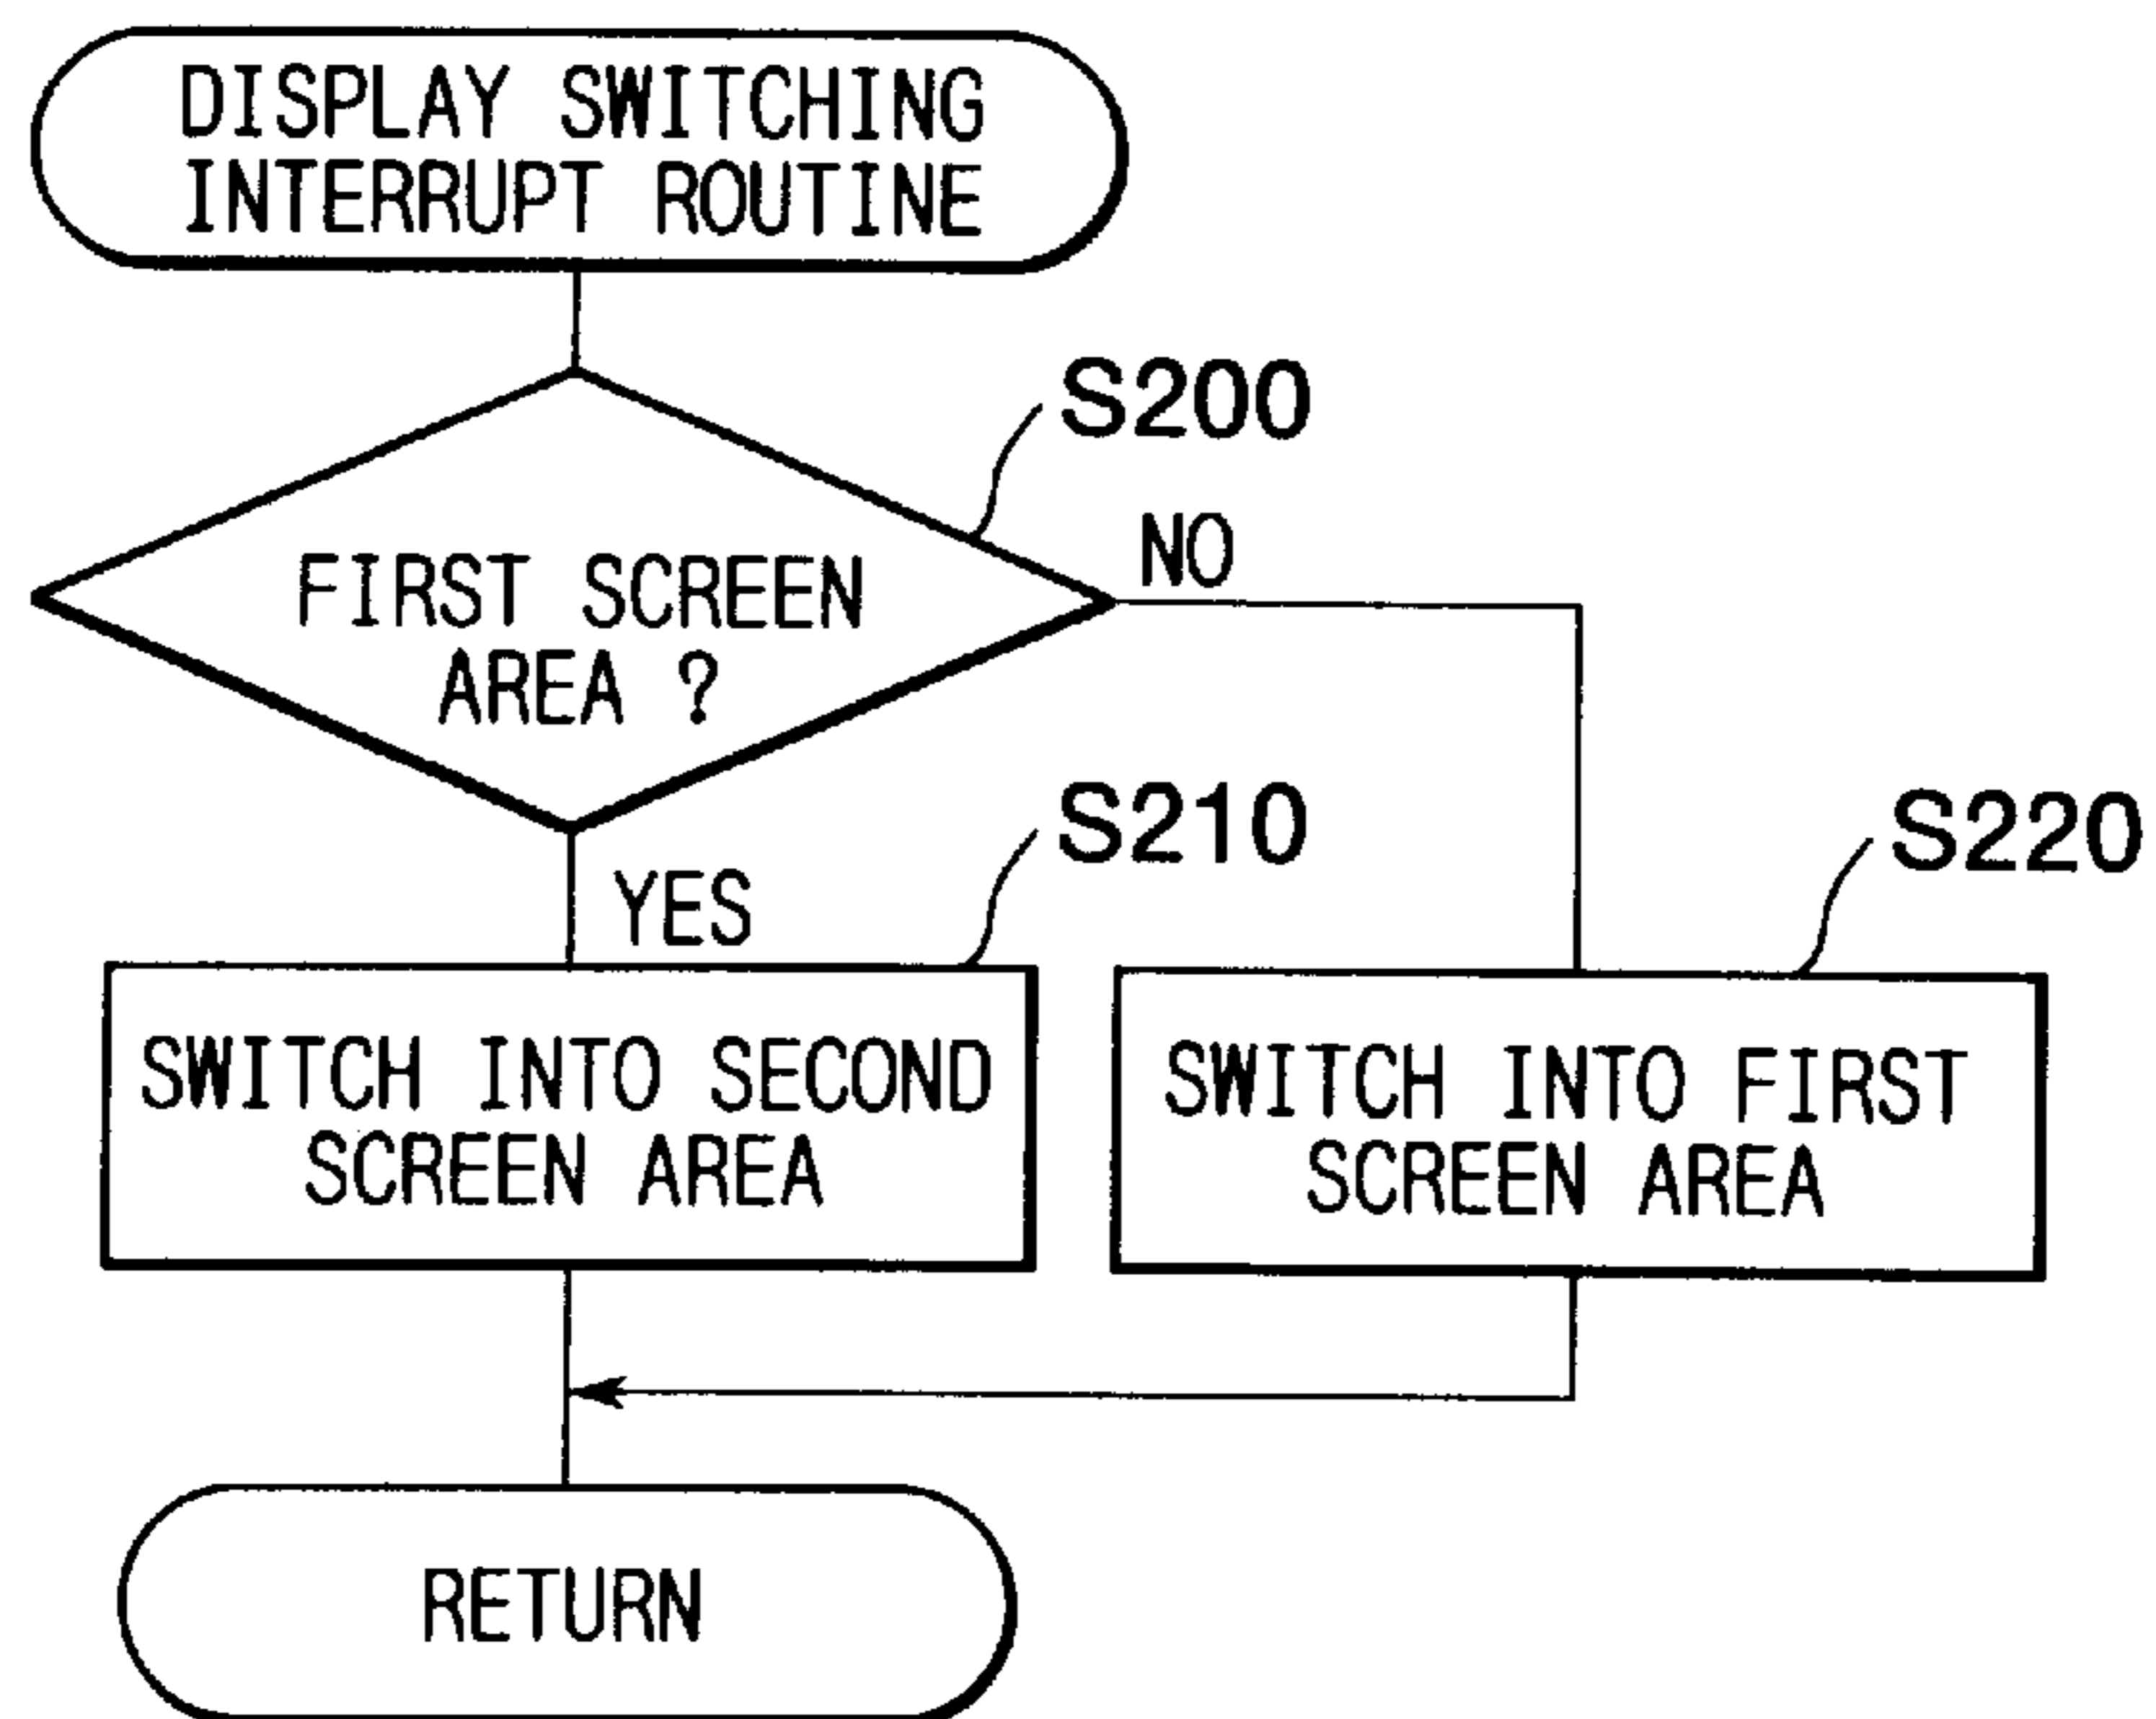 DISPLAY SWITCHING
INTERRUPT ROUTINE
S200
FIRST SCREEN
AREA ?
NO
YES
S210
S220
SWITCH INTO SECOND
SCREEN AREA
SWITCH INTO FIRST
SCREEN AREA
RETURN